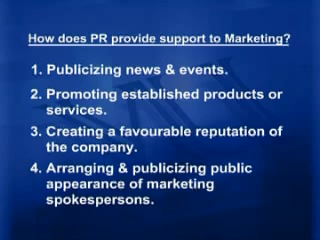 How does PR provide support to Marketing?
1. Publicizing news & events.
2. Promoting established products or
services.
3. Creating a favourable reputation of
the company.
4. Arranging & publicizing public
appearance of marketing
spokespersons.